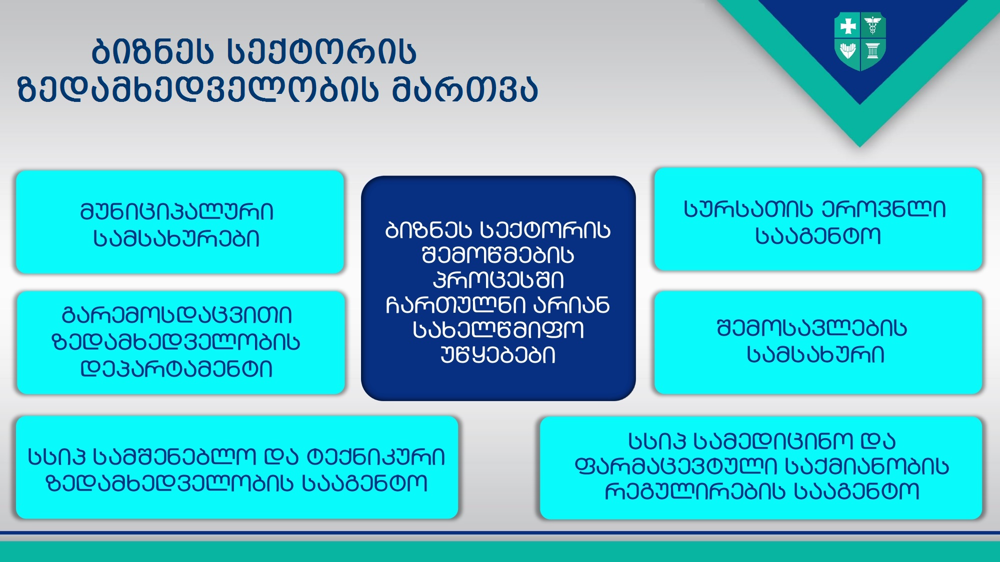 ბიზნეს სექტორის
ზედამხედველობის მართვა
მუნიციპალური
სამსახურები
ბიზნეს სექტორის
შემოწმების
პროცესში
ჩართულნი არიან
სახელწმიფო
უწყებები
სურსათის ეროვნლი
სააგენტო
გარემოსდაცვითი
ზედამხედველობის
დეპარტამენტი
შემოსავლების
სამსახური
სსიპ სამშენებლო და ტექნიკური
ზედამხედველობის სააგენტო
სსიპ სამედიცინო და
ფარმაცევტული საქმიანობის
რეგულირების სააგენტო